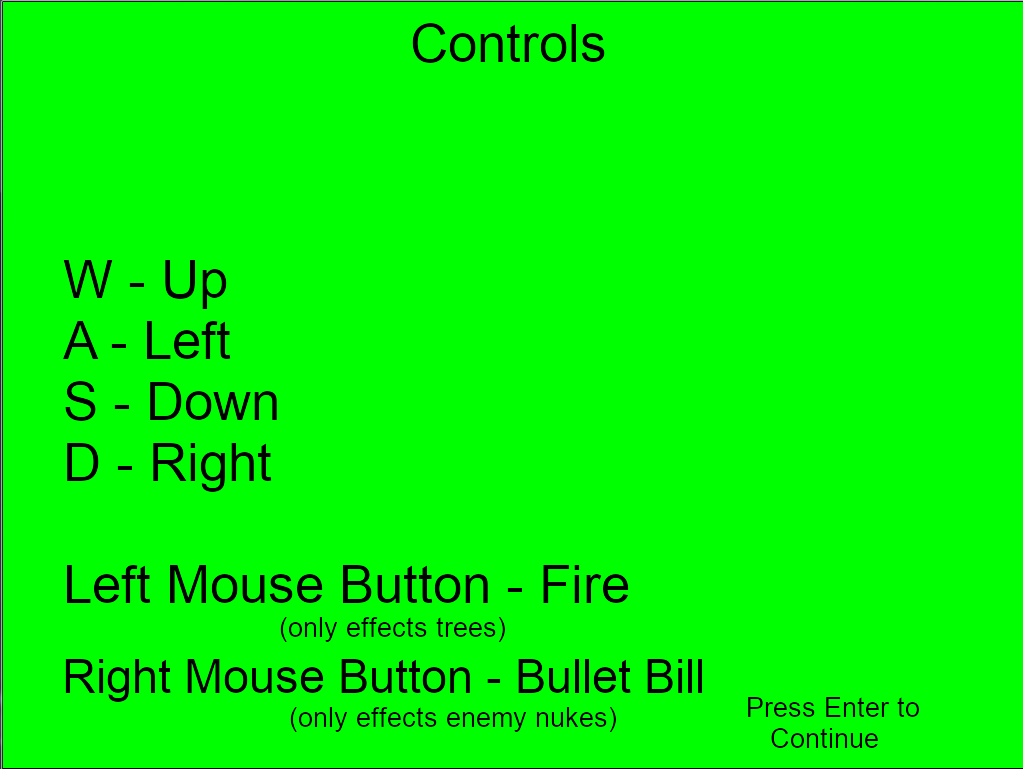 Controls
W - Up
A - Left
S - Down
D - Right
Left Mouse Button - Fire
(only effects trees)
Right Mouse Button - Bullet Bill
(only effects enemy nukes)
Press Enter to
Continue